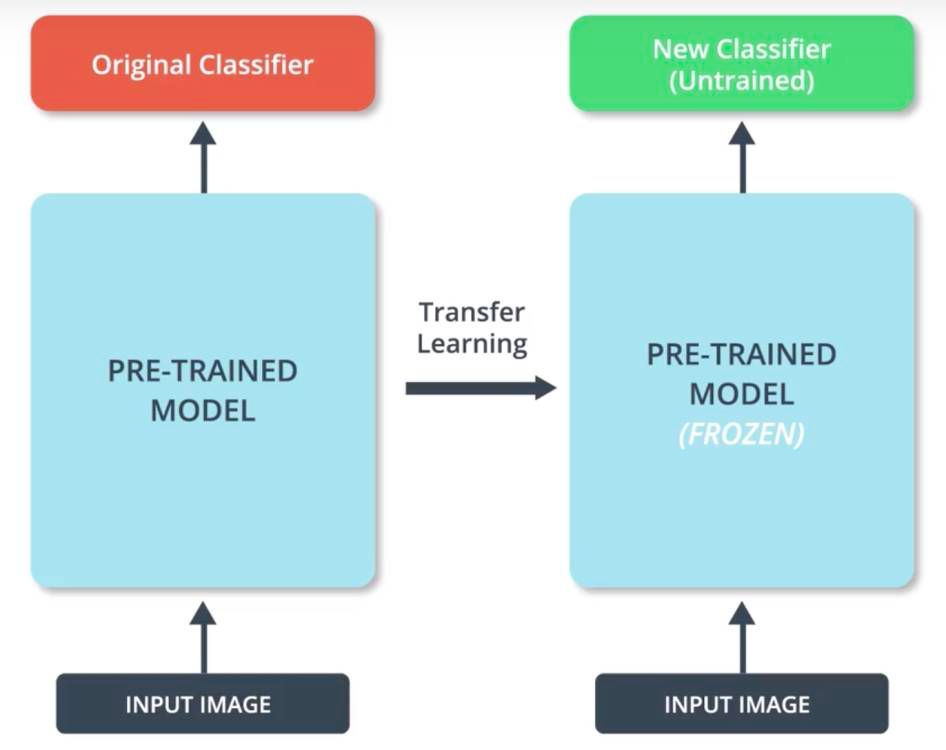 Original Classifier
New Classifier
(Untrained)
Transfer
Learning
PRE-TRAINED
MODEL
PRE-TRAINED
MODEL
(FROZEN)
INPUT IMAGE
INPUT IMAGE